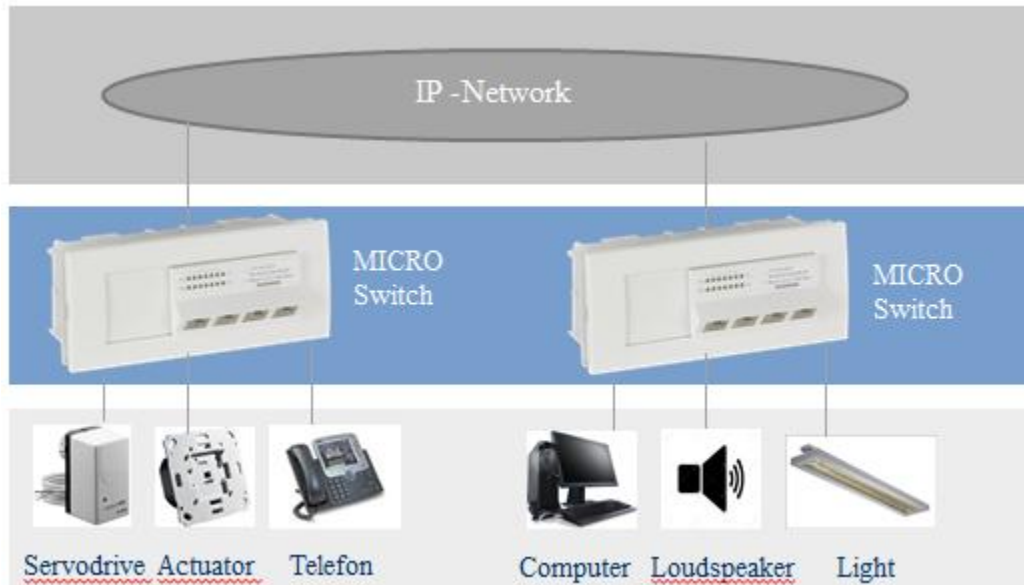 IP -Network
MICRO
Switch
MICRO
Switch
Servodrive Actuator Telefon
Computer Loudspeaker Light